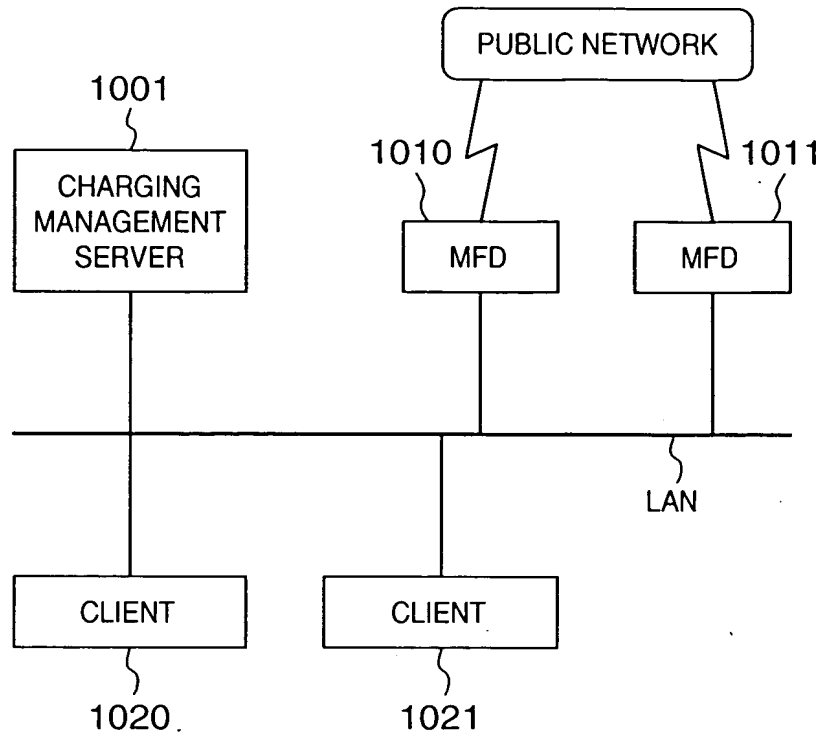 PUBLIC NETWORK
1001
1010
1011
CHARGING
MANAGEMENT
SERVER
MFD
MFD
LAN
CLIENT
CLIENT
1020
1021